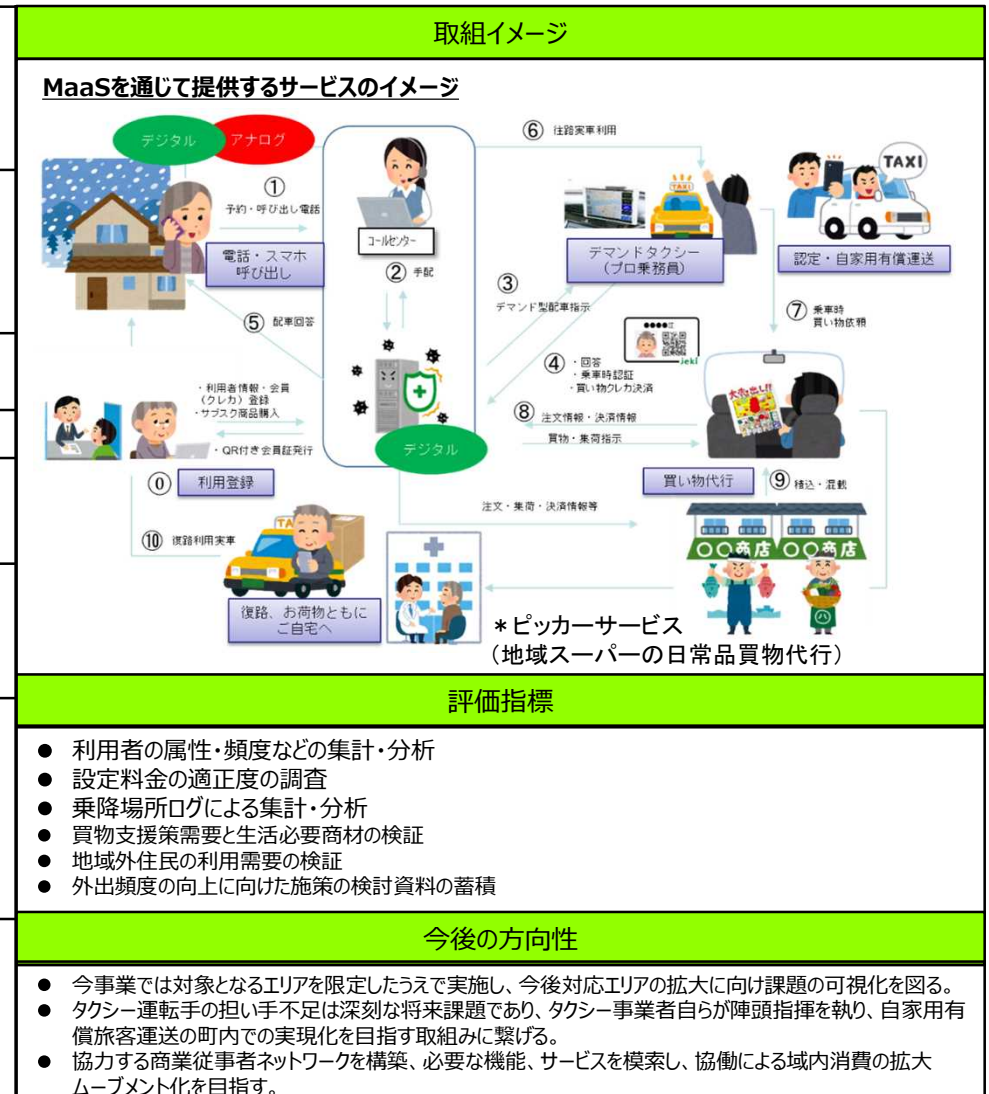 取組イメージ
MaaSを通じて提供するサービスのイメージ
デジタル
アナログ
①
予約・呼び出し電話
電話・スマホ
呼び出し
コールセンター
② 手配
⑥ 往路実車利用
TAXI
TAXI
デマンドタクシー
(プロ乗務員)
認定・自家用有償運送
③
デマンド型配車指示
⑤ 配車回答
④ ・回答
・乗車時認証
・買い物クレカ決済
jeki
⑦ 乗車時
買い物依頼
大売り出し!!
・利用者情報・会員
(クレカ)登録
・サブスク商品購入
・QR付き会員証発行
⓪ 利用登録
デジタル
⑧ 注文情報・決済情報
買物・集荷指示
買い物代行
⑨ 積込・混載
注文・集荷・決済情報等
〇〇商店
〇〇商店
⑩ 復路利用実車
TA
復路、お荷物ともに
ご自宅へ
*ピッカーサービス
(地域スーパーの日常品買物代行)
評価指標
● 利用者の属性・頻度などの集計・分析
● 設定料金の適正度の調査
● 乗降場所ログによる集計・分析
● 買物支援策需要と生活必要商材の検証
● 地域外住民の利用需要の検証
● 外出頻度の向上に向けた施策の検討資料の蓄積
今後の方向性
● 今事業では対象となるエリアを限定したうえで実施し、今後対応エリアの拡大に向け課題の可視化を図る。
● タクシー運転手の担い手不足は深刻な将来課題であり、タクシー事業者自らが陣頭指揮を執り、自家用有
償旅客運送の町内での実現化を目指す取組みに繋げる。
● 協力する商業従事者ネットワークを構築、必要な機能、サービスを模索し、協働による域内消費の拡大
ムーブメント化を目指す。